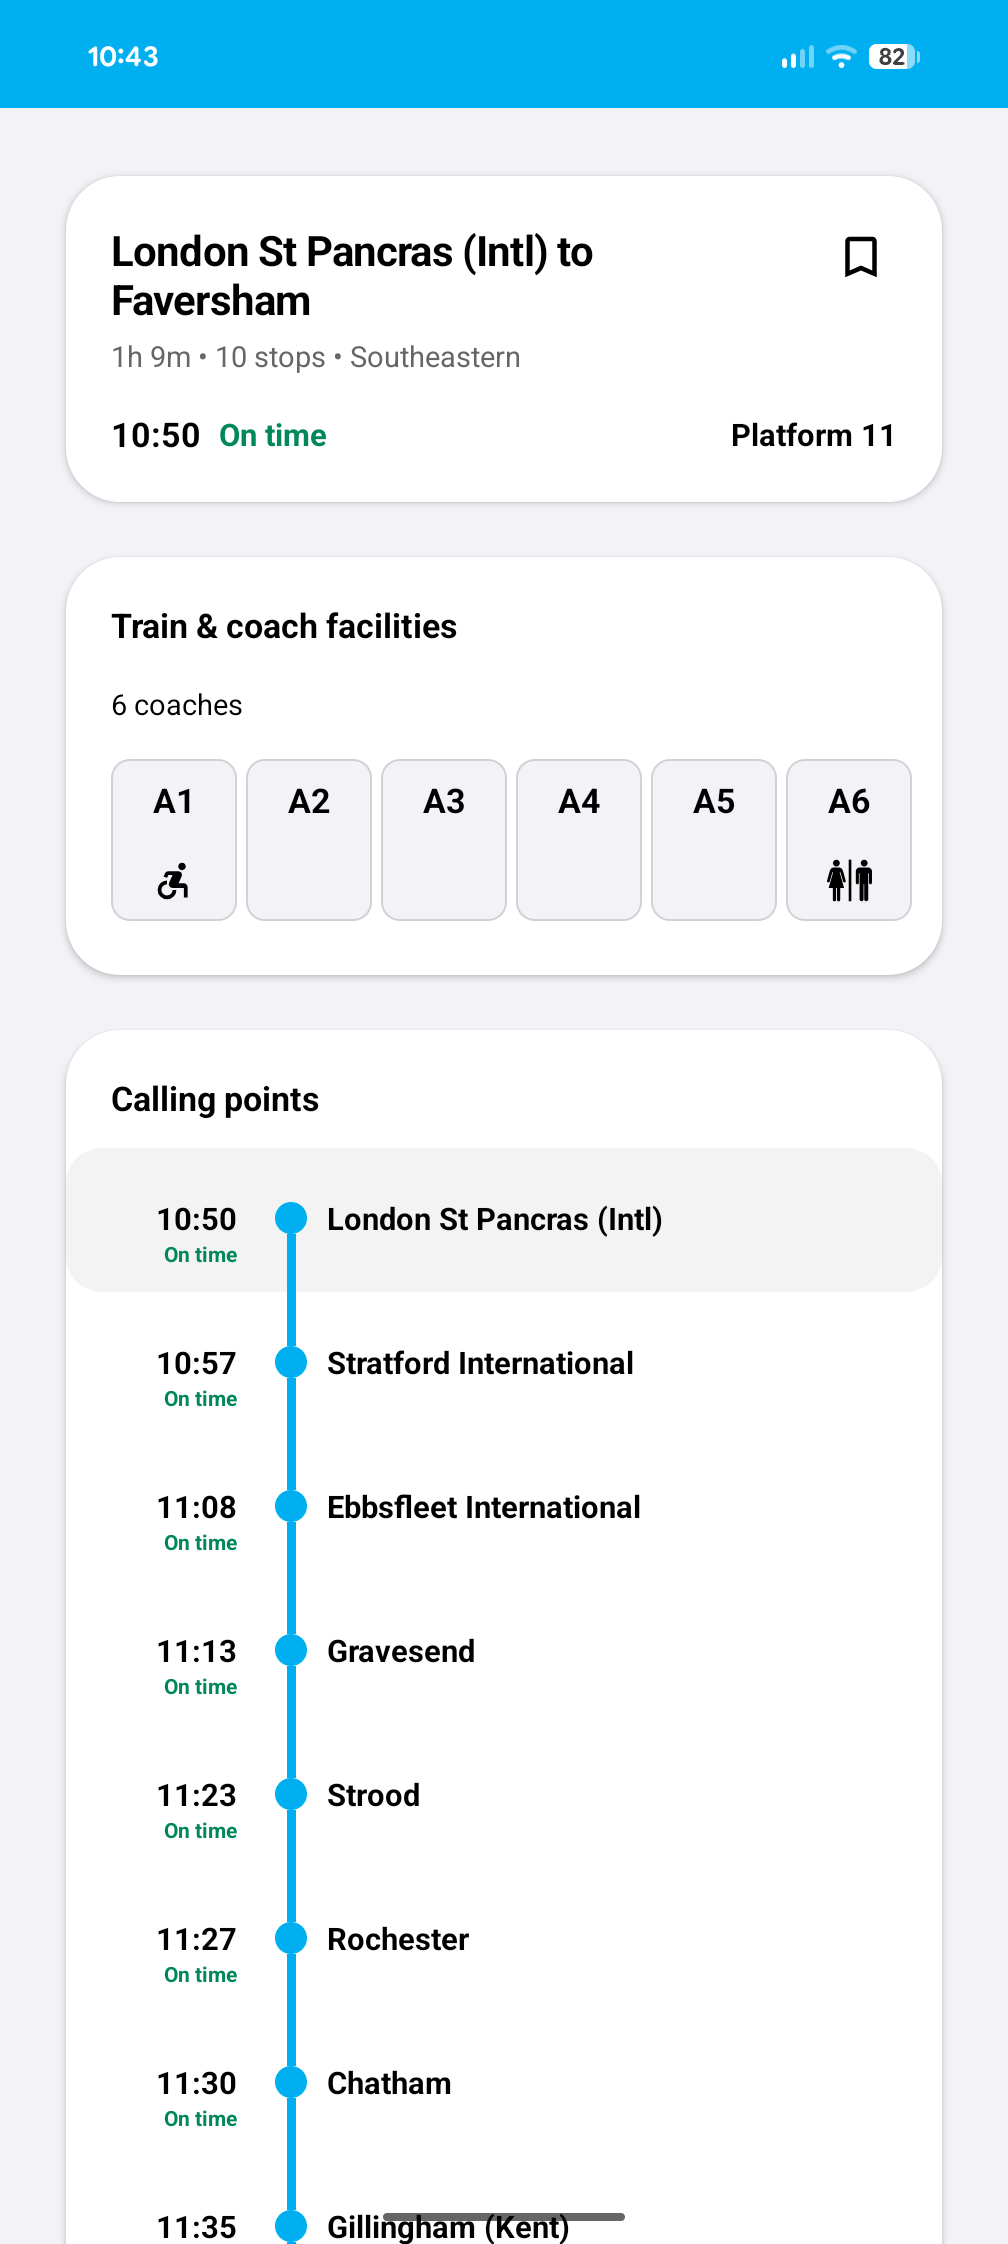 10:43
82
London St Pancras (Intl) to
Faversham
1h 9m • 10 stops • Southeastern
10:50 On time Platform 11
Train & coach facilities
6 coaches
A1 A2 A3 A4 A5 A6
Calling points
10:50 London St Pancras (Intl)
On time
10:57 Stratford International
On time
11:08 Ebbsfleet International
On time
11:13 Gravesend
On time
11:23 Strood
On time
11:27 Rochester
On time
11:30 Chatham
On time
11:35 Gillingham (Kent)